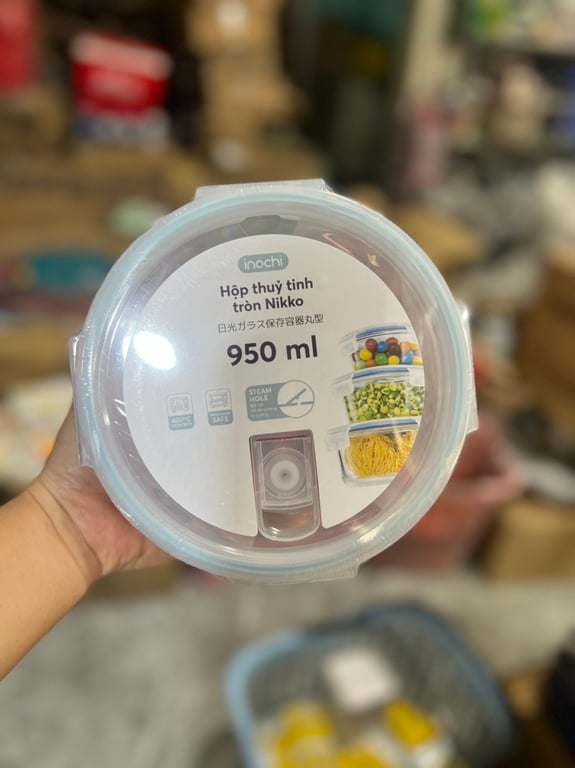 inochi
Hộp thuỷ tinh
tròn Nikko
日光ガラス保存容器丸型
950 ml
STEAM
HOLE
400°C
SAFE